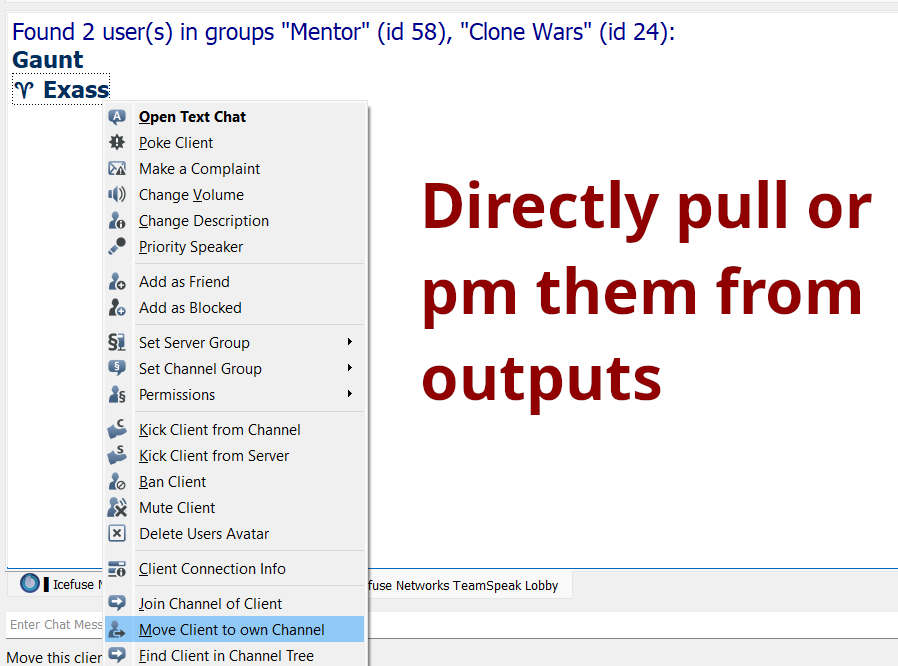 Found 2 user(s) in groups "Mentor" (id 58), "Clone Wars" (id 24):
Gaunt
♈ Exass
Open Text Chat
Poke Client
Make a Complaint
Change Volume
Change Description
Priority Speaker
Add as Friend
Add as Blocked
Set Server Group
Set Channel Group
Permissions
Kick Client from Channel
Kick Client from Server
Ban Client
Mute Client
Delete Users Avatar
Client Connection Info
Join Channel of Client
Move Client to own Channel
Find Client in Channel Tree
Directly pull or
pm them from
outputs
Icefuse
fuse Networks TeamSpeak Lobby
Enter Chat Mess
Move this clien